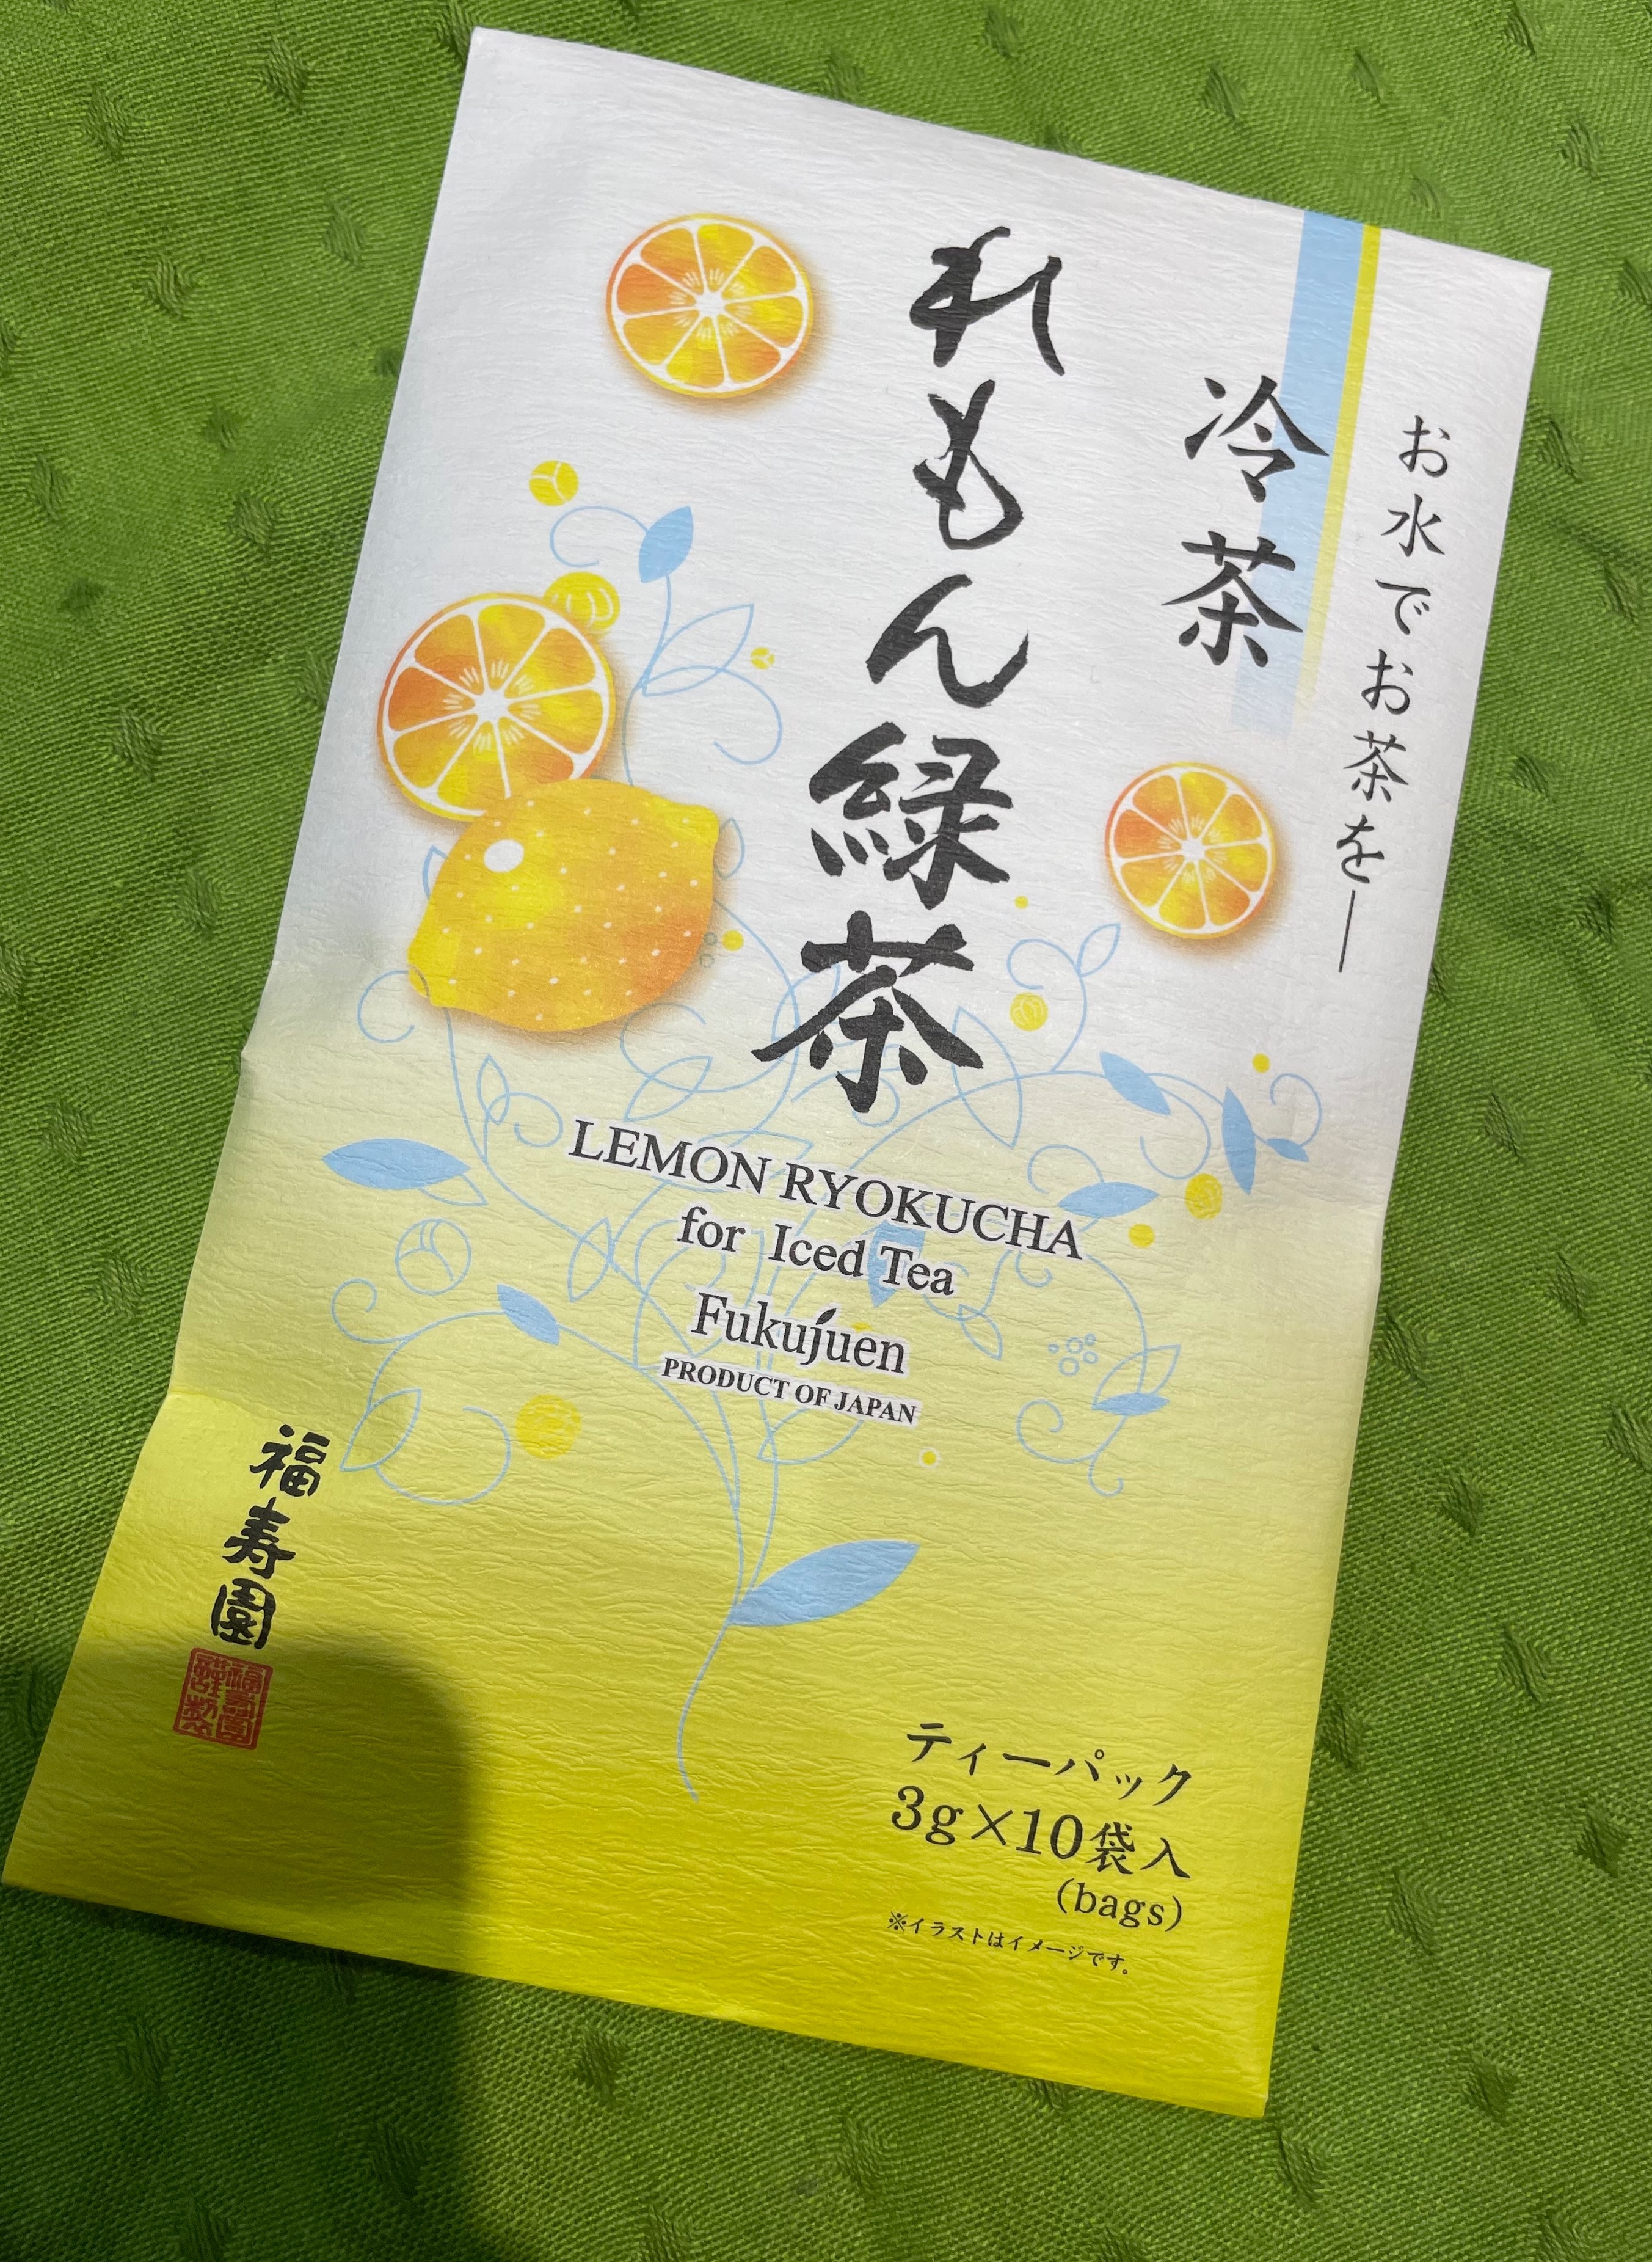 お水でお茶を―
冷茶
れもん緑茶
LEMON RYOKUCHA
for Iced Tea
Fukujuen
PRODUCT OF JAPAN
福寿園
ティーパック
3g×10袋入
(bags)
※イラストはイメージです。